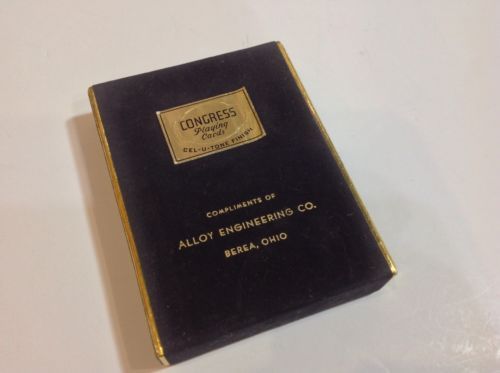 CONGRESS
Playing
Cards
CEL-U-TONE FINISH
COMPLIMENTS OF
ALLOY ENGINEERING CO.
BEREA, OHIO